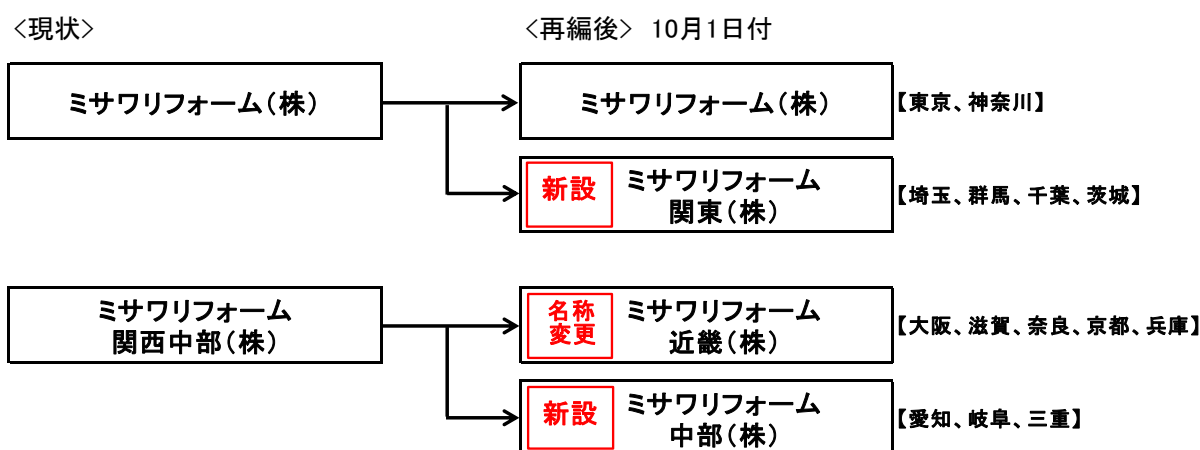 <現状>
<再編後> 10月1日付
ミサワリフォーム(株)
ミサワリフォーム(株)
【東京、神奈川】
新設
ミサワリフォーム
関東(株)
【埼玉、群馬、千葉、茨城】
ミサワリフォーム
関西中部(株)
名称
変更
ミサワリフォーム
近畿(株)
【大阪、滋賀、奈良、京都、兵庫】
新設
ミサワリフォーム
中部(株)
【愛知、岐阜、三重】